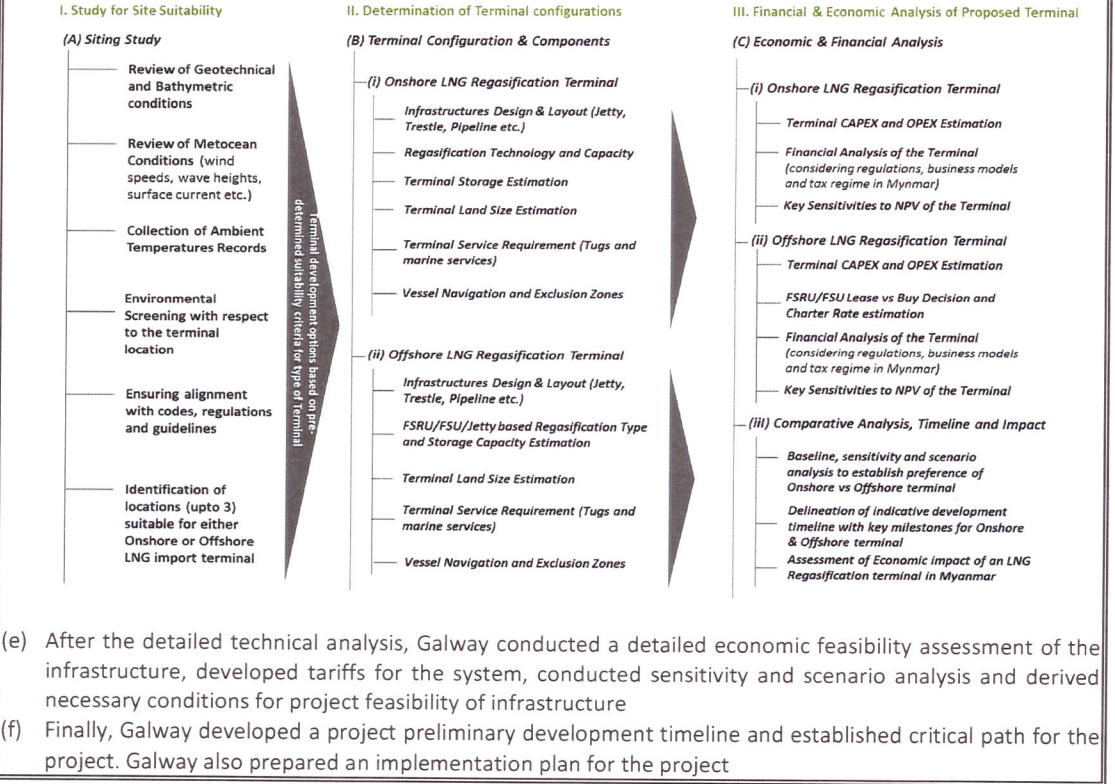 I. Study for Site Suitability
(A) Siting Study
Review of Geotechnical
and Bathymetric
conditions
Review of Metocean
Conditions (wind
speeds, wave heights,
surface current etc.)
Collection of Ambient
Temperatures Records
Environmental
Screening with respect
to the terminal
location
Ensuring alignment
with codes, regulations
and guidelines
Identification of
locations (upto 3)
suitable for either
Onshore or Offshore
LNG import terminal
Terminal development options based on pre-
determined suitability criteria for type of Terminal
II. Determination of Terminal configurations
(B) Terminal Configuration & Components
(i) Onshore LNG Regasification Terminal
Infrastructures Design & Layout (Jetty,
Trestle, Pipeline etc.)
Regasification Technology and Capacity
Terminal Storage Estimation
Terminal Land Size Estimation
Terminal Service Requirement (Tugs and
marine services)
Vessel Navigation and Exclusion Zones
(ii) Offshore LNG Regasification Terminal
Infrastructures Design & Layout (Jetty,
Trestle, Pipeline etc.)
FSRU/FSU/Jetty based Regasification Type
and Storage Capacity Estimation
Terminal Land Size Estimation
Terminal Service Requirement (Tugs and
marine services)
Vessel Navigation and Exclusion Zones
III. Financial & Economic Analysis of Proposed Terminal
(C) Economic & Financial Analysis
(i) Onshore LNG Regasification Terminal
Terminal CAPEX and OPEX Estimation
Financial Analysis of the Terminal
(considering regulations, business models
and tax regime in Mynmar)
Key Sensitivities to NPV of the Terminal
(ii) Offshore LNG Regasification Terminal
Terminal CAPEX and OPEX Estimation
FSRU/FSU Lease vs Buy Decision and
Charter Rate estimation
Financial Analysis of the Terminal
(considering regulations, business models
and tax regime in Mynmar)
Key Sensitivities to NPV of the Terminal
(iii) Comparative Analysis, Timeline and Impact
Baseline, sensitivity and scenario
analysis to establish preference of
Onshore vs Offshore terminal
Delineation of indicative development
timeline with key milestones for Onshore
& Offshore terminal
Assessment of Economic impact of an LNG
Regasification terminal in Myanmar
(e) After the detailed technical analysis, Galway conducted a detailed economic feasibility assessment of the
infrastructure, developed tariffs for the system, conducted sensitivity and scenario analysis and derived
necessary conditions for project feasibility of infrastructure
(f) Finally, Galway developed a project preliminary development timeline and established critical path for the
project. Galway also prepared an implementation plan for the project